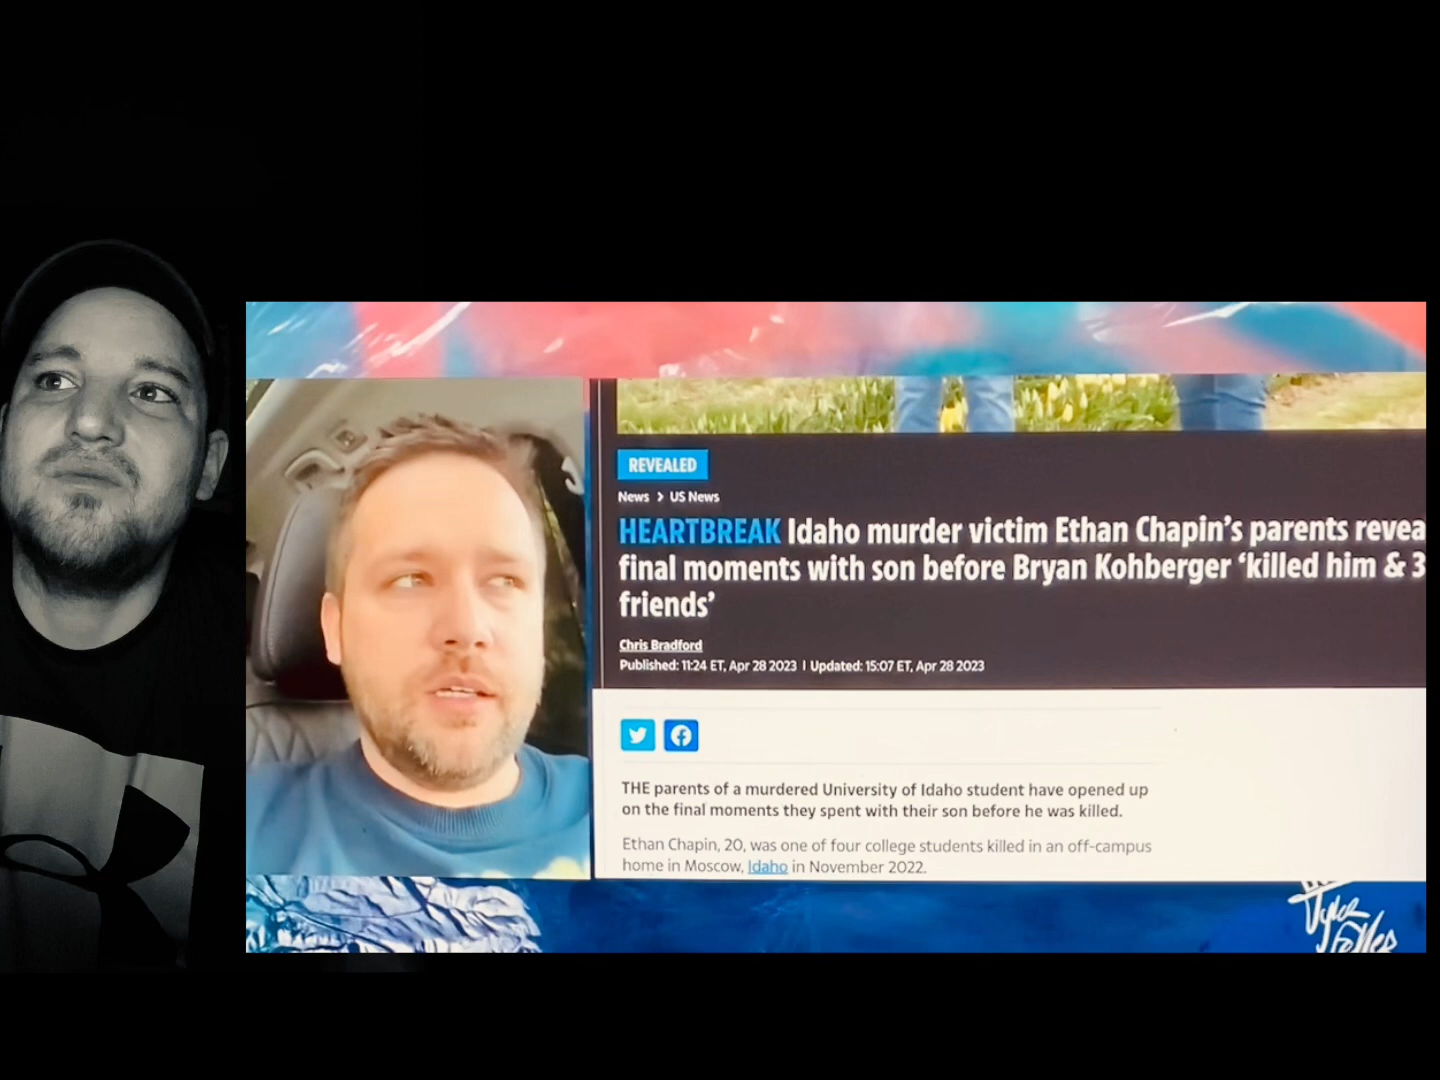 REVEALED
News > US News
HEARTBREAK Idaho murder victim Ethan Chapin's parents
final moments with son before Bryan Kohberger 'killed him & 3
friends'
Chris Bradford
Published: 11:24 ET, Apr 28 2023 | Updated: 15:07 ET, Apr 28 2023
THE parents of a murdered University of Idaho student have opened up
on the final moments they spent with their son before he was killed.
Ethan Chapin, 20, was one of four college students killed in an off-campus
home in Moscow, Idaho in November 2022.